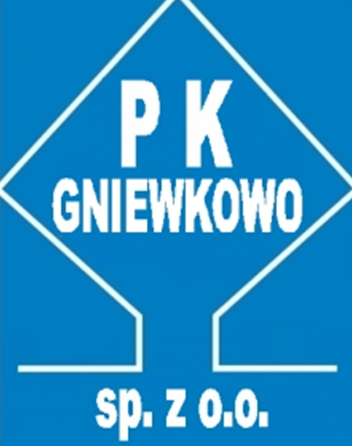 P K
GNIEWKOWO
sp. z o.o.